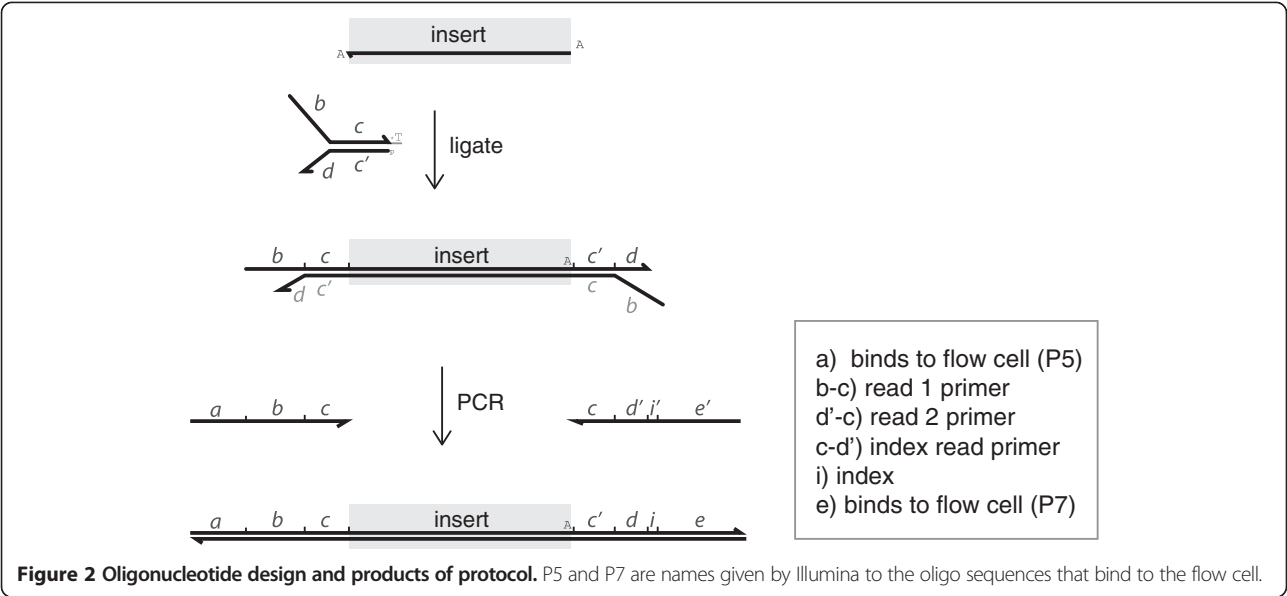 insert
A
A
b
c
T
p
d c′
ligate
b c insert A c′ d
d c′ c
b
a b c
PCR
c d′ i′ e′
a b c insert A c′ d i e
a) binds to flow cell (P5)
b-c) read 1 primer
d'-c) read 2 primer
c-d') index read primer
i) index
e) binds to flow cell (P7)
Figure 2 Oligonucleotide design and products of protocol. P5 and P7 are names given by Illumina to the oligo sequences that bind to the flow cell.